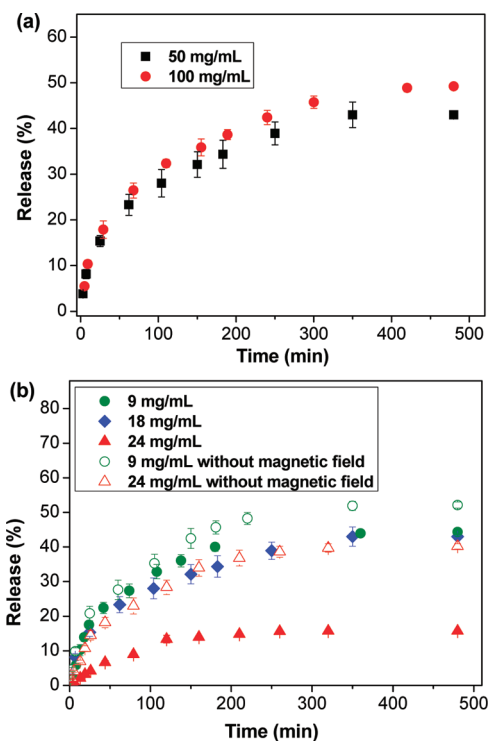 (a)
50 mg/mL
100 mg/mL
60
50
40
30
20
10
0
Release (%)
0 100 200 300 400 500
Time (min)
(b)
9 mg/mL
18 mg/mL
24 mg/mL
9 mg/mL without magnetic field
24 mg/mL without magnetic field
80
70
60
50
40
30
20
10
0
Release (%)
0 100 200 300 400 500
Time (min)